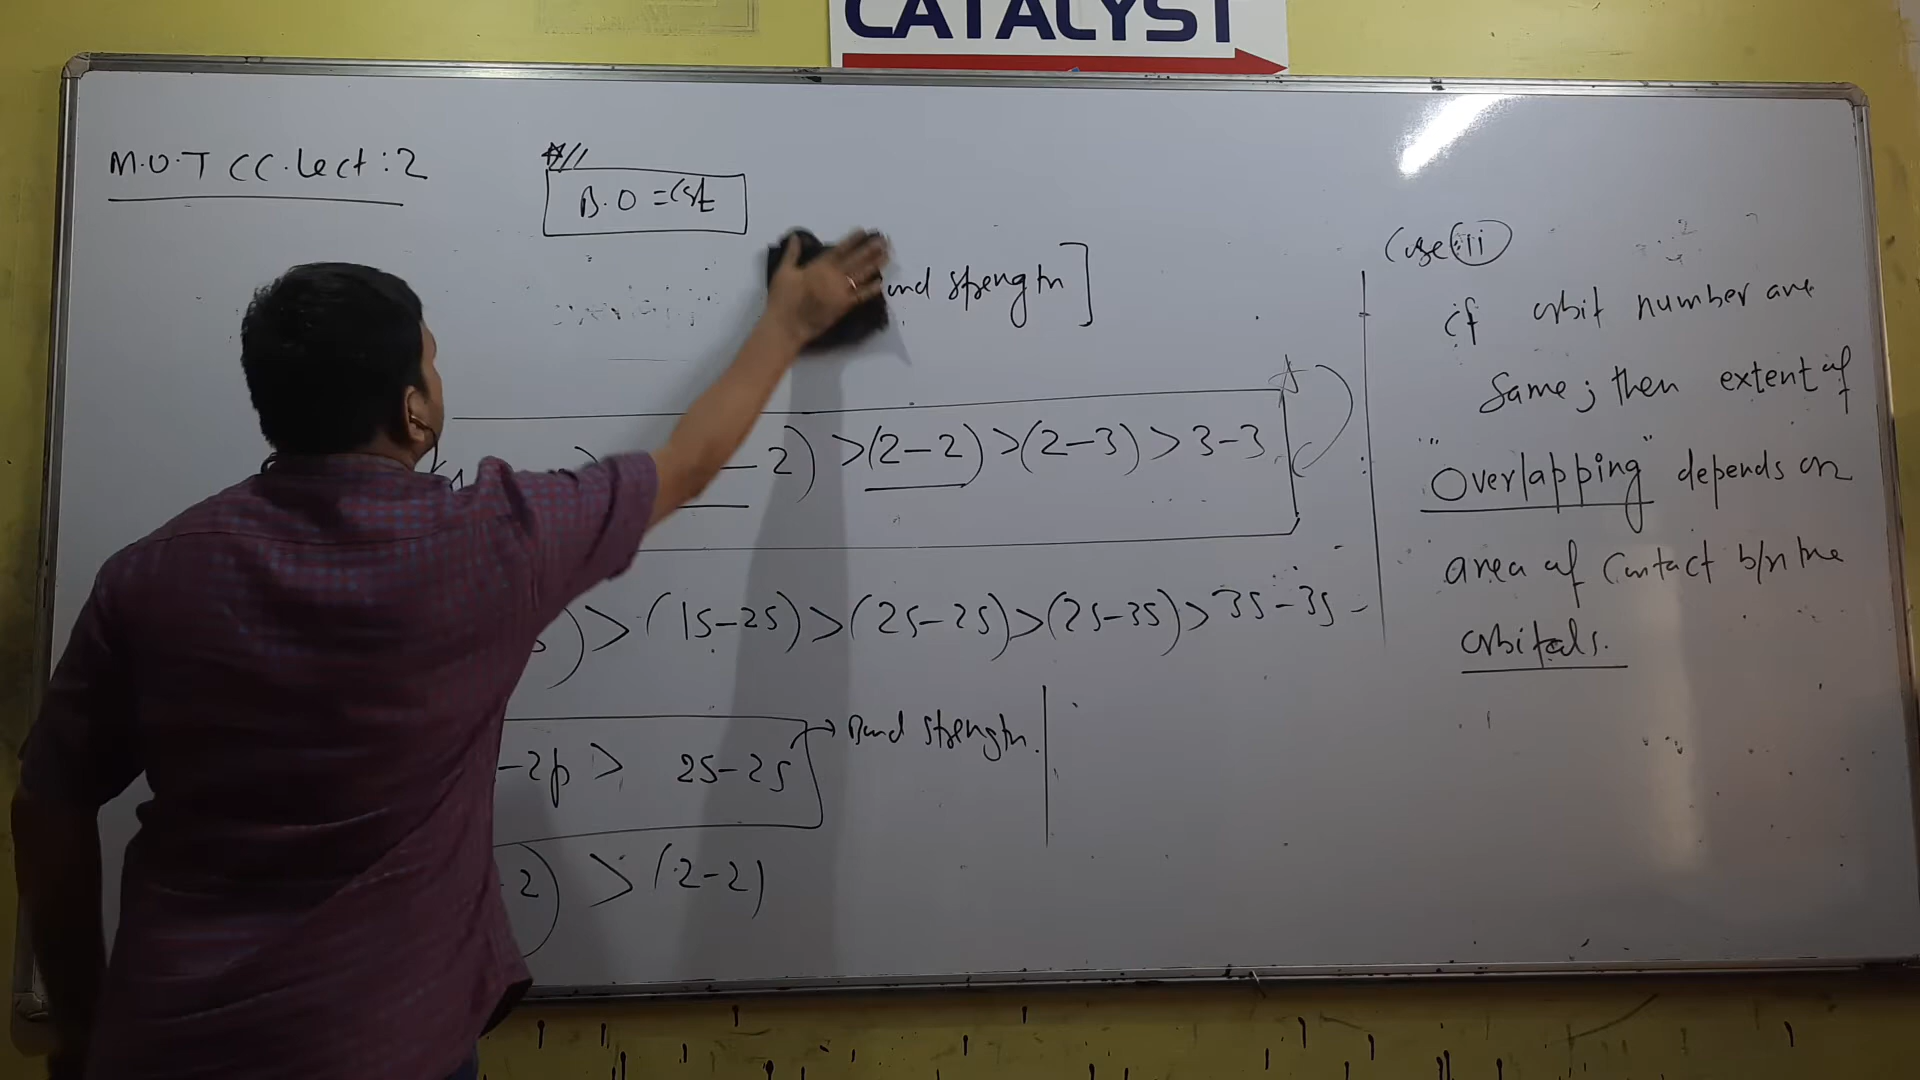 CATALYST
M.O.T CC.Lect:2
B.O = Cst
Strength]
- 2) > (2-2) > (2-3) > 3-3
> (1s-2s) > (2s-2s) > (2s-3s) > 3s-3s -
-2p > 2s-2s → Bond Strength.
2) > (2-2)
Case (ii)
if orbit number are
Same; then extent of
"Overlapping" depends on
area of Contact b/n the
orbitals.